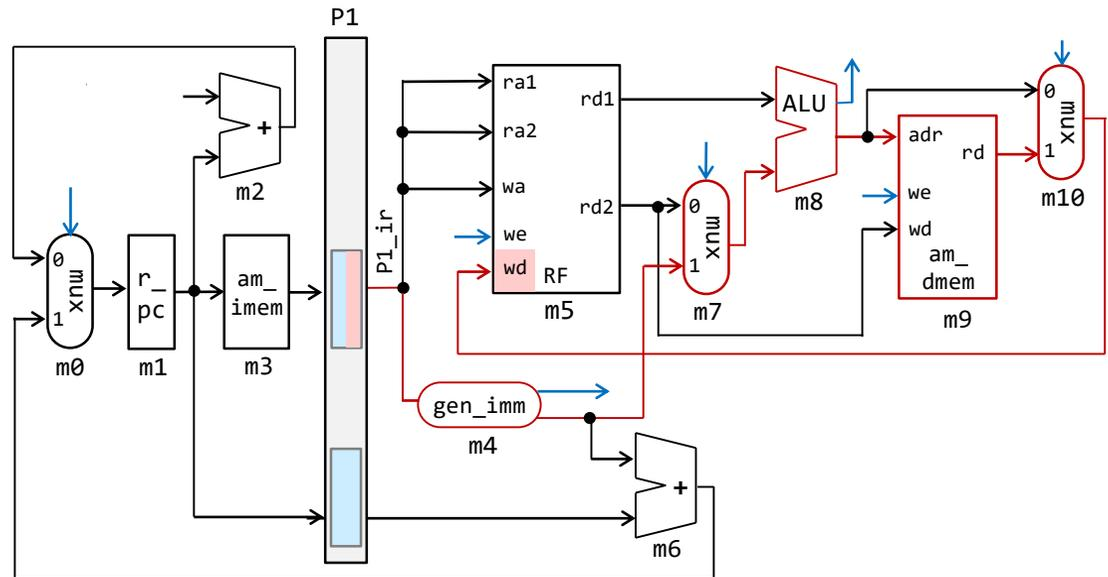 P1
+
m2
0
mux
1
m0
r_
pc
m1
am_
imem
m3
P1_ir
ra1
ra2
wa
we
wd
RF
rd1
rd2
m5
gen_imm
m4
+
m6
0
mux
1
m7
ALU
m8
adr
rd
we
wd
am_
dmem
m9
0
mux
1
m10